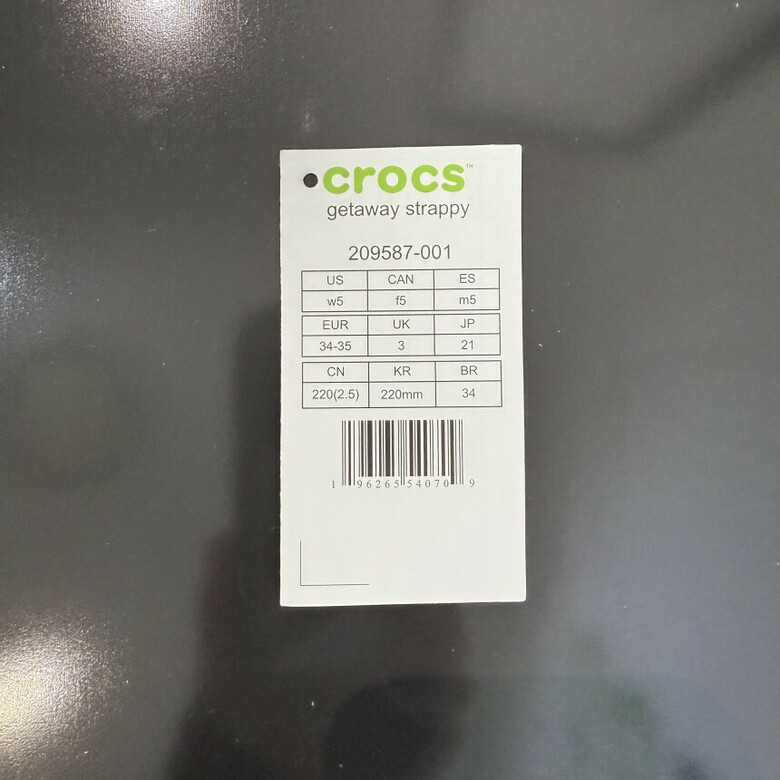 crocs™
getaway strappy
209587-001
US CAN ES
w5 f5 m5
EUR UK JP
34-35 3 21
CN KR BR
220(2.5) 220mm 34
1 96265 54070 9